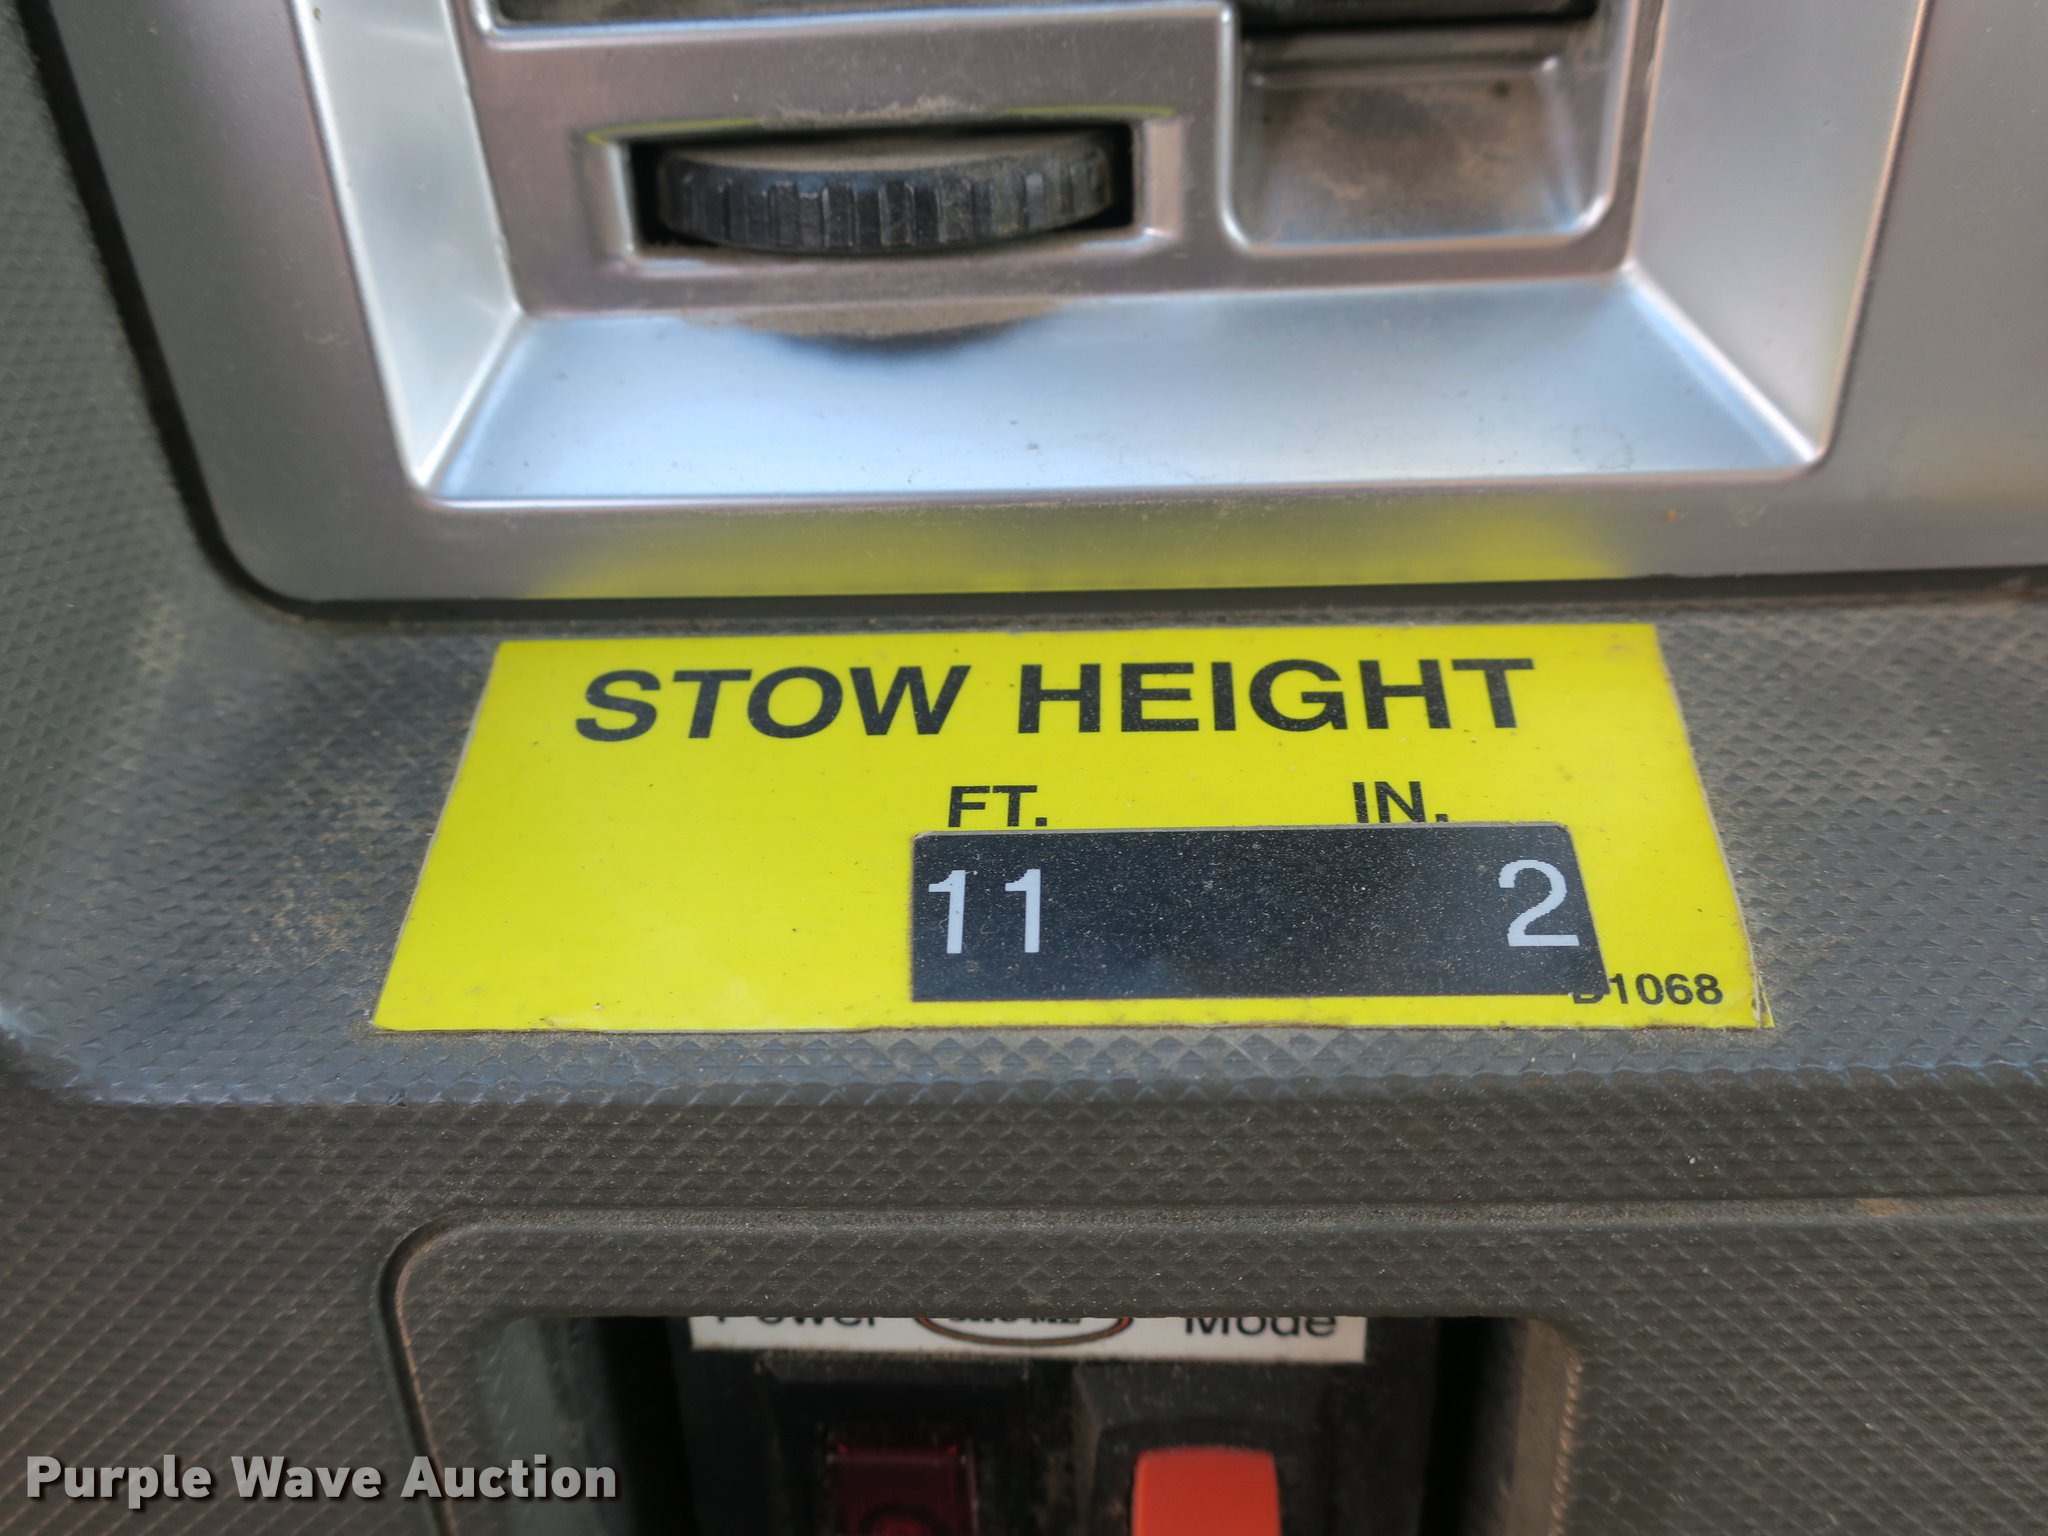 STOW HEIGHT
FT. IN.
11 2
D1068
Power Mode
Purple Wave Auction